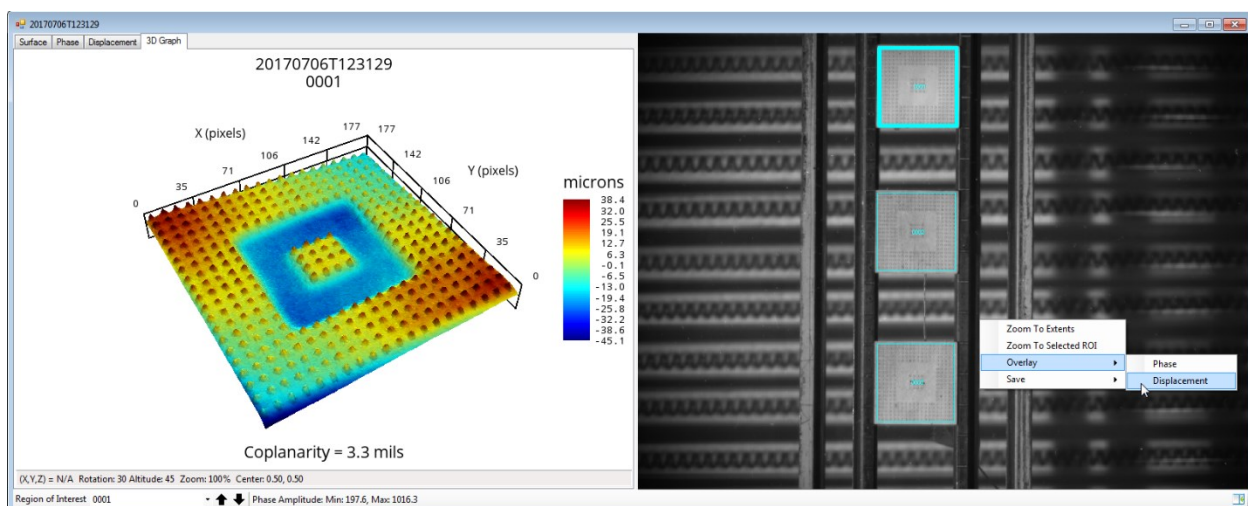 20170706T123129
Surface Phase Displacement 3D Graph
20170706T123129
0001
X (pixels)
Y (pixels)
0
35
71
106
142
177
177
142
106
71
35
0
microns
38.4
32.0
25.5
19.1
12.7
6.3
-0.1
-6.5
-13.0
-19.4
-25.8
-32.2
-38.6
-45.1
Coplanarity = 3.3 mils
(X,Y,Z) = N/A Rotation: 30 Altitude: 45 Zoom: 100% Center: 0.50, 0.50
Region of Interest 0001 Phase Amplitude: Min: 197.6, Max: 1016.3
Zoom To Extents
Zoom To Selected ROI
Overlay
Save
Phase
Displacement